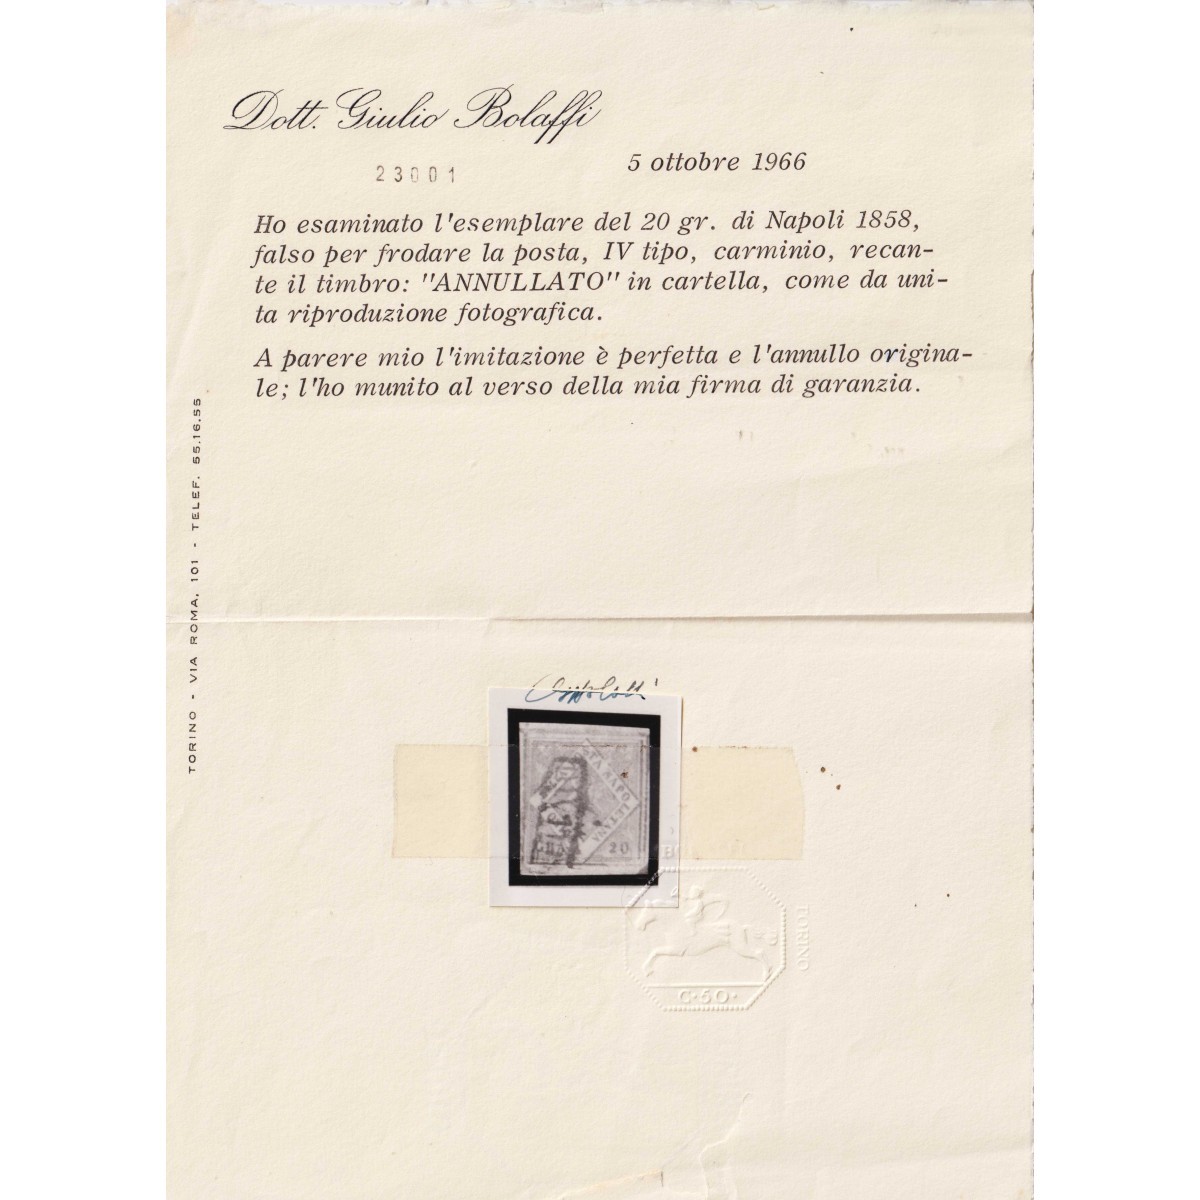 Dott. Giulio Bolaffi
23001
5 ottobre 1966
Ho esaminato l'esemplare del 20 gr. di Napoli 1858,
falso per frodare la posta, IV tipo, carminio, recan-
te il timbro: "ANNULLATO" in cartella, come da uni-
ta riproduzione fotografica.
A parere mio l'imitazione è perfetta e l'annullo origina-
le; l'ho munito al verso della mia firma di garanzia.
TORINO - VIA ROMA, 101 - TELEF. 55.16.55
NAPO
20
TORINO
C·50·